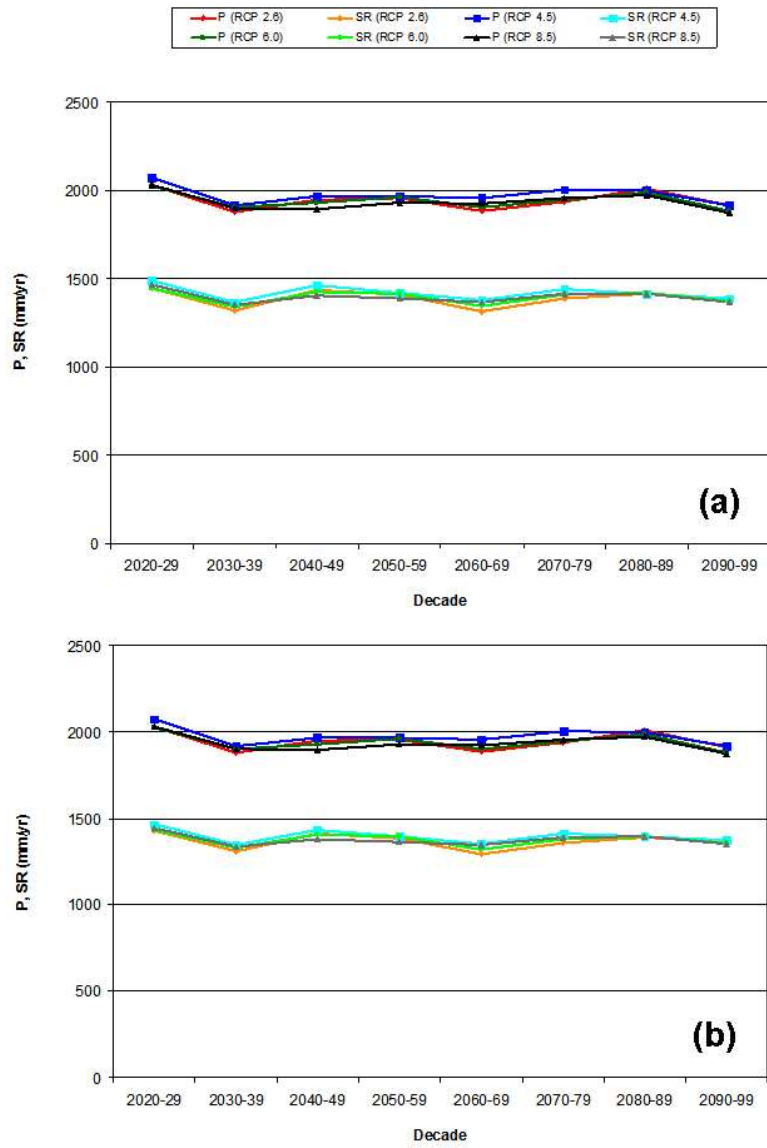 P (RCP 2.6) SR (RCP 2.6) P (RCP 4.5) SR (RCP 4.5)
P (RCP 6.0) SR (RCP 6.0) P (RCP 8.5) SR (RCP 8.5)
2500
2000
1500
1000
500
0
P, SR (mm/yr)
(a)
2020-29 2030-39 2040-49 2050-59 2060-69 2070-79 2080-89 2090-99
Decade
2500
2000
1500
1000
500
0
P, SR (mm/yr)
(b)
2020-29 2030-39 2040-49 2050-59 2060-69 2070-79 2080-89 2090-99
Decade